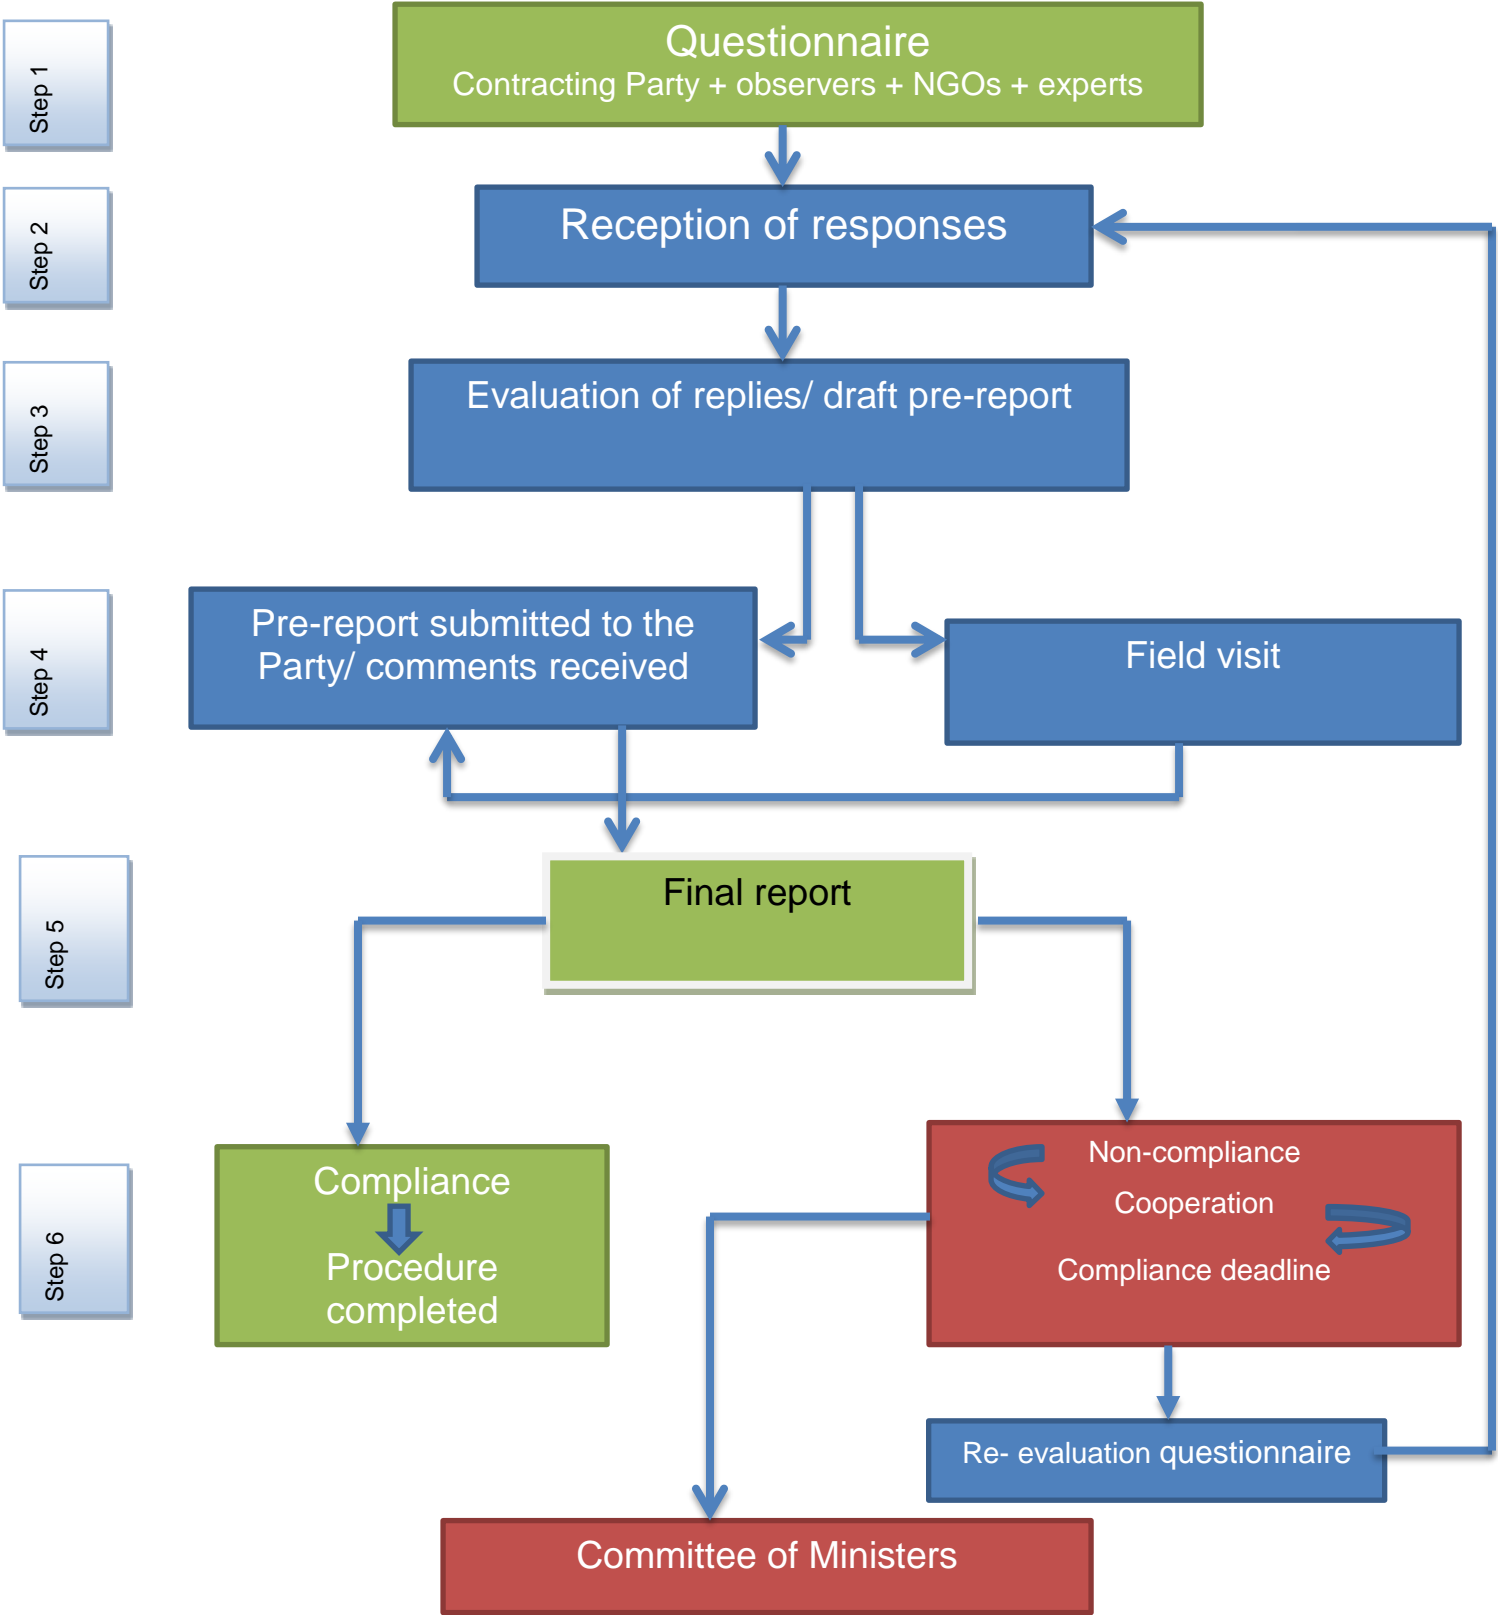 Step 1
Questionnaire
Contracting Party + observers + NGOs + experts
Step 2
Reception of responses
Step 3
Evaluation of replies/ draft pre-report
Step 4
Pre-report submitted to the
Party/ comments received
Field visit
Step 5
Final report
Step 6
Compliance
Procedure
completed
Non-compliance
Cooperation
Compliance deadline
Re- evaluation questionnaire
Committee of Ministers